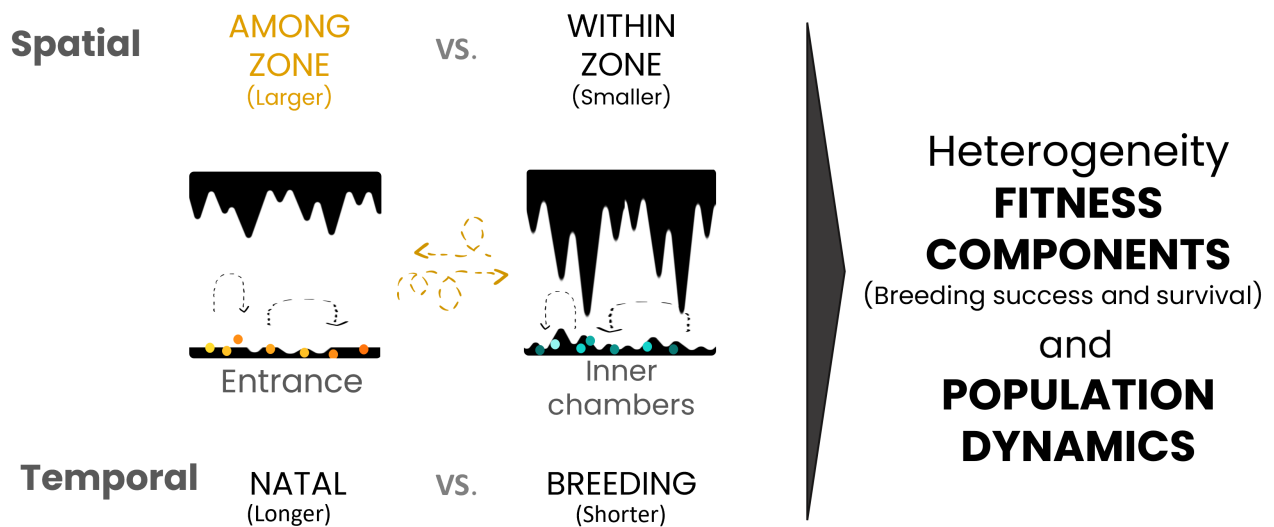 Spatial
AMONG
ZONE
(Larger)
VS.
WITHIN
ZONE
(Smaller)
Entrance
Inner
chambers
Temporal
NATAL
(Longer)
VS.
BREEDING
(Shorter)
Heterogeneity
FITNESS
COMPONENTS
(Breeding success and survival)
and
POPULATION
DYNAMICS